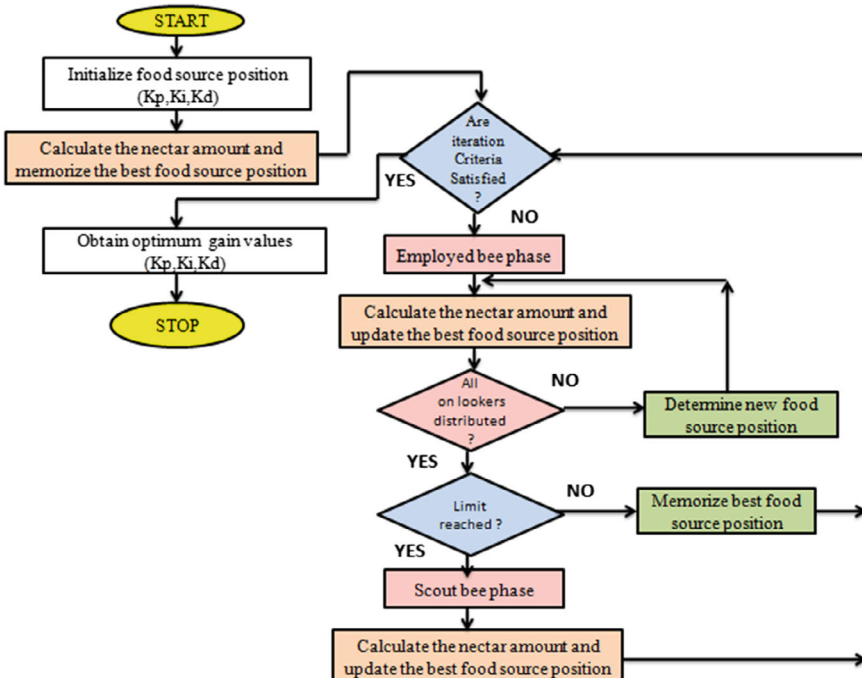 START
Initialize food source position
(Kp,Ki,Kd)
Calculate the nectar amount and
memorize the best food source position
Are
iteration
Criteria
Satisfied
?
YES
NO
Obtain optimum gain values
(Kp,Ki,Kd)
STOP
Employed bee phase
Calculate the nectar amount and
update the best food source position
All
on lookers
distributed
?
NO
Determine new food
source position
YES
Limit
reached ?
NO
Memorize best food
source position
YES
Scout bee phase
Calculate the nectar amount and
update the best food source position